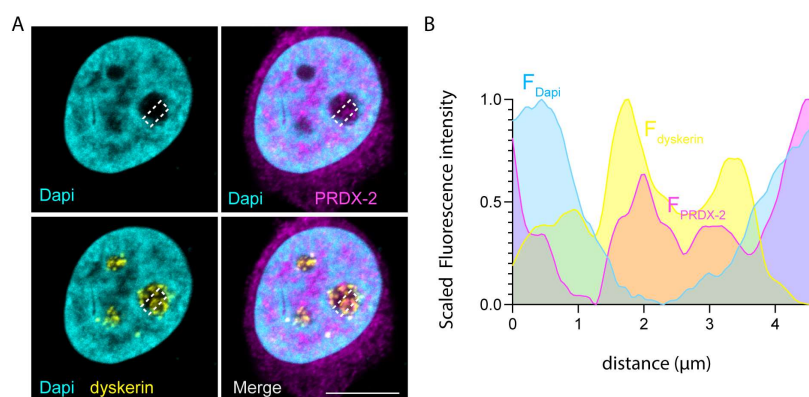 A
B
Dapi
Dapi PRDX-2
Dapi dyskerin
Merge
F Dapi
F dyskerin
F PRDX-2
Scaled Fluorescence intensity
1.0
0.5
0.0
0 1 2 3 4
distance (μm)